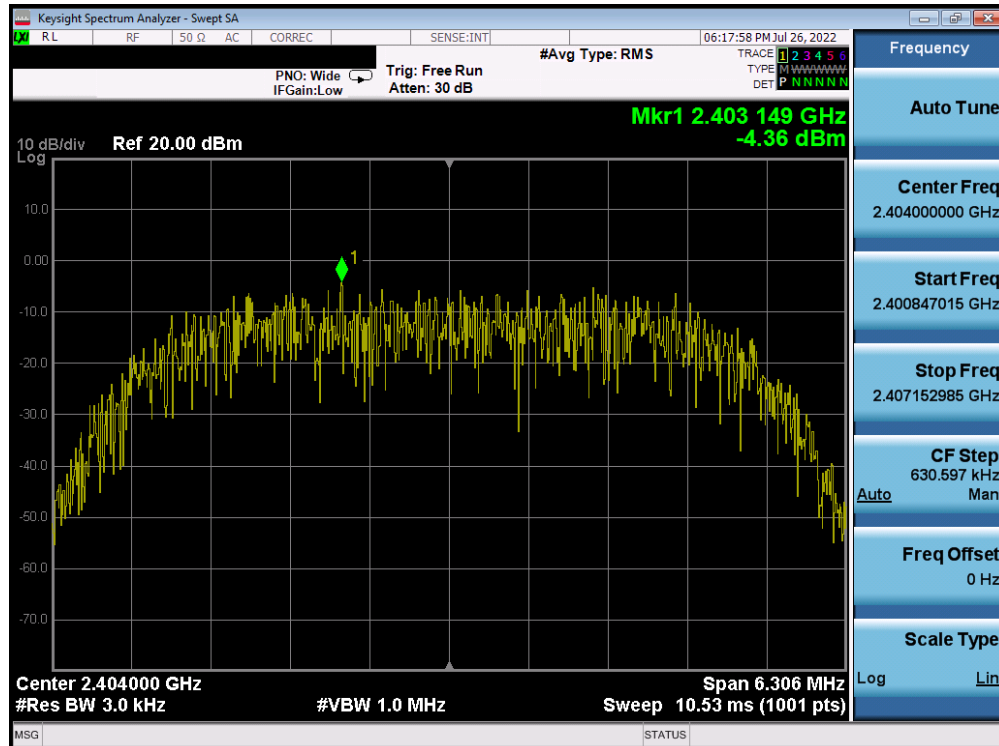 Keysight Spectrum Analyzer - Swept SA
LXI RL RF 50 Ω AC CORREC SENSE:INT 06:17:58 PM Jul 26, 2022
#Avg Type: RMS
TRACE 1 2 3 4 5 6
TYPE M WWWWW
DET P N N N N N
PNO: Wide
IFGain:Low
Trig: Free Run
Atten: 30 dB
Mkr1 2.403 149 GHz
-4.36 dBm
10 dB/div Ref 20.00 dBm
Log
10.0
0.00
-10.0
-20.0
-30.0
-40.0
-50.0
-60.0
-70.0
1
Center 2.404000 GHz Span 6.306 MHz
#Res BW 3.0 kHz #VBW 1.0 MHz Sweep 10.53 ms (1001 pts)
MSG STATUS
Frequency
Auto Tune
Center Freq
2.404000000 GHz
Start Freq
2.400847015 GHz
Stop Freq
2.407152985 GHz
CF Step
630.597 kHz
Auto Man
Freq Offset
0 Hz
Scale Type
Log Lin